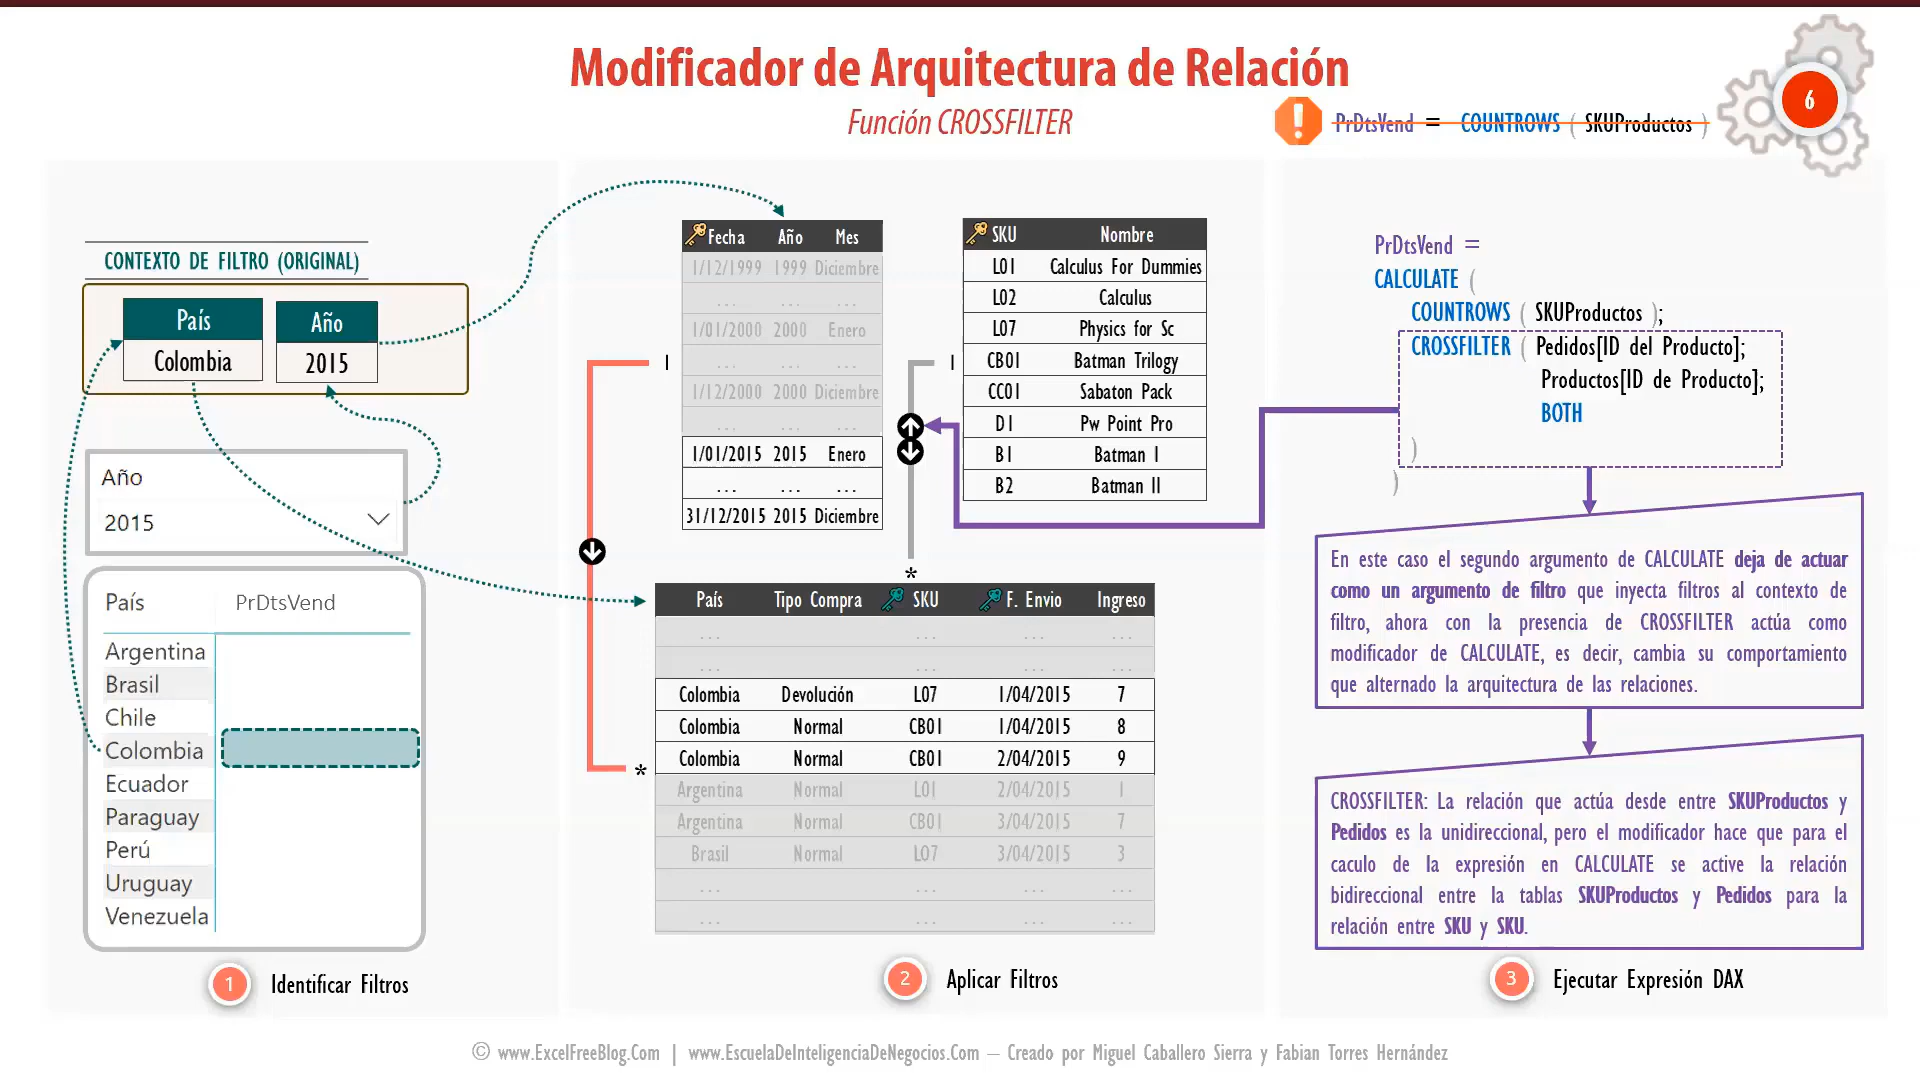 Modificador de Arquitectura de Relación
Función CROSSFILTER
! PrDtsVend = COUNTROWS ( SKUProductos )
6
CONTEXTO DE FILTRO (ORIGINAL)
País Año
Colombia 2015
Año
2015
País PrDtsVend
Argentina
Brasil
Chile
Colombia
Ecuador
Paraguay
Perú
Uruguay
Venezuela
1 Identificar Filtros
Fecha Año Mes
1/12/1999 1999 Diciembre
... ... ...
1/01/2000 2000 Enero
... ... ...
1/12/2000 2000 Diciembre
... ... ...
1/01/2015 2015 Enero
... ... ...
31/12/2015 2015 Diciembre
SKU Nombre
L01 Calculus For Dummies
L02 Calculus
L07 Physics for Sc
CB01 Batman Trilogy
CC01 Sabaton Pack
D1 Pw Point Pro
B1 Batman I
B2 Batman II
1
1
*
*
País Tipo Compra SKU F. Envio Ingreso
... ... ...
... ... ...
Colombia Devolución L07 1/04/2015 7
Colombia Normal CB01 1/04/2015 8
Colombia Normal CB01 2/04/2015 9
Argentina Normal L01 2/04/2015 1
Argentina Normal CB01 3/04/2015 7
Brasil Normal L07 3/04/2015 3
... ... ... ...
... ... ... ...
2 Aplicar Filtros
PrDtsVend =
CALCULATE (
COUNTROWS ( SKUProductos );
CROSSFILTER ( Pedidos[ID del Producto];
Productos[ID de Producto];
BOTH
)
)
En este caso el segundo argumento de CALCULATE deja de actuar
como un argumento de filtro que inyecta filtros al contexto de
filtro, ahora con la presencia de CROSSFILTER actúa como
modificador de CALCULATE, es decir, cambia su comportamiento
que alternado la arquitectura de las relaciones.
CROSSFILTER: La relación que actúa desde entre SKUProductos y
Pedidos es la unidireccional, pero el modificador hace que para el
caculo de la expresión en CALCULATE se active la relación
bidireccional entre la tablas SKUProductos y Pedidos para la
relación entre SKU y SKU.
3 Ejecutar Expresión DAX
© www.ExcelFreeBlog.Com | www.EscuelaDeInteligenciaDeNegocios.Com – Creado por Miguel Caballero Sierra y Fabian Torres Hernández